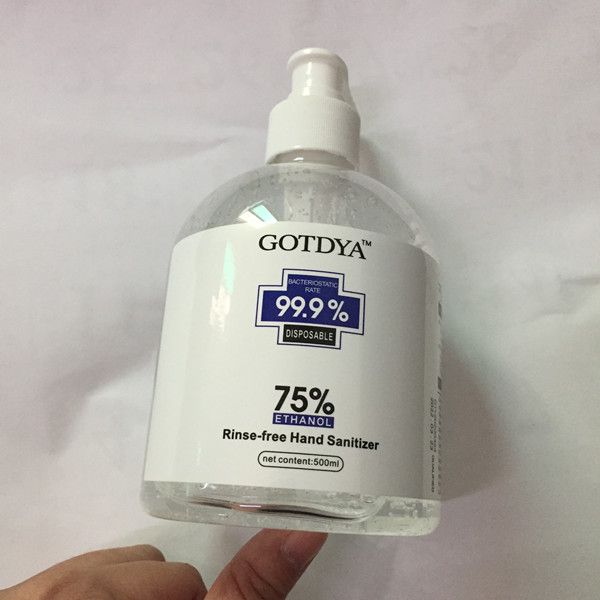 GOTDYA™
BACTERIOSTATIC
RATE
99.9%
DISPOSABLE
75%
ETHANOL
Rinse-free Hand Sanitizer
net content:500ml